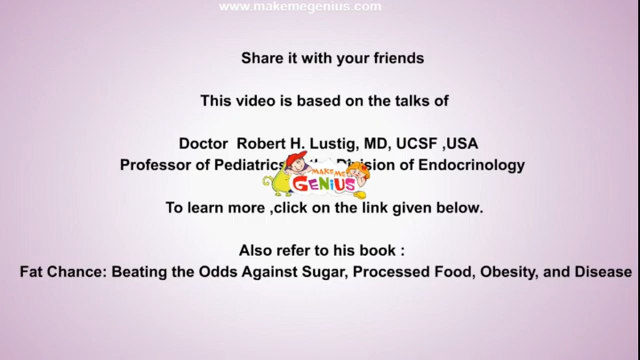 www.makemegenius.com
Share it with your friends
This video is based on the talks of
Doctor Robert H. Lustig, MD, UCSF ,USA
Professor of Pediatrics Division of Endocrinology
MAKE ME
GENIUS
To learn more ,click on the link given below.
Also refer to his book :
Fat Chance: Beating the Odds Against Sugar, Processed Food, Obesity, and Disease